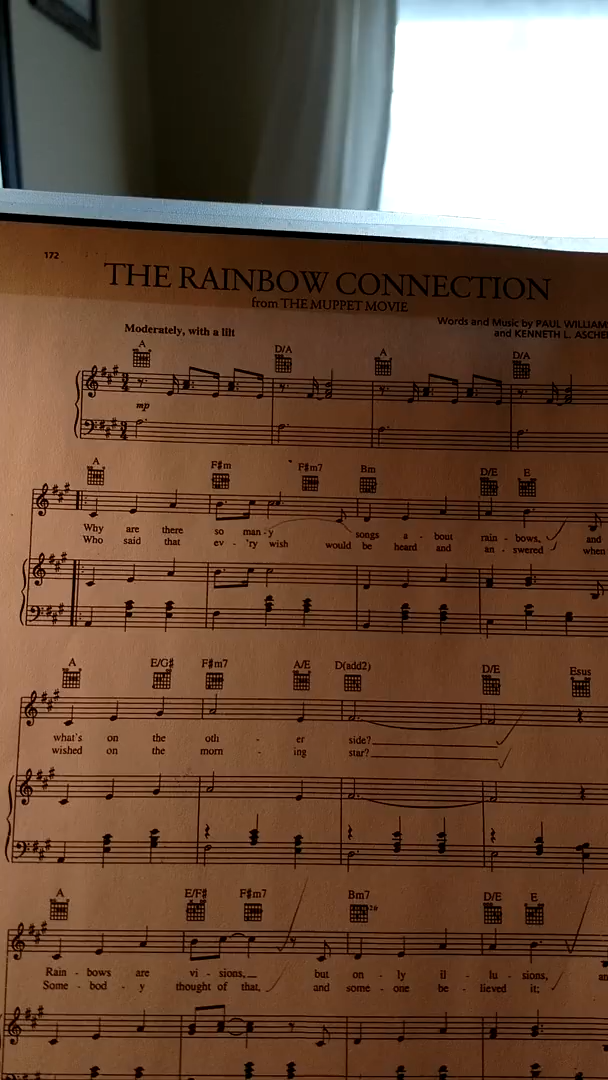 172
THE RAINBOW CONNECTION
from THE MUPPET MOVIE
Words and Music by PAUL WILLIAMS
and KENNETH L. ASCHE
Moderately, with a lilt
A D/A A D/A
mp
A F#m F#m7 Bm D/E E
Why are there so man - y songs a - bout rain - bows, and
Who said that ev - 'ry wish would be heard and an - swered when
A E/G# F#m7 A/E D(add2) D/E Esus
what's on the oth - er side?
wished on the morn - ing star?
A E/F# F#m7 Bm7 D/E E
Rain - bows are vi - sions, but on - ly il - lu - sions,
Some - bod - y thought of that, and some - one be - lieved it;